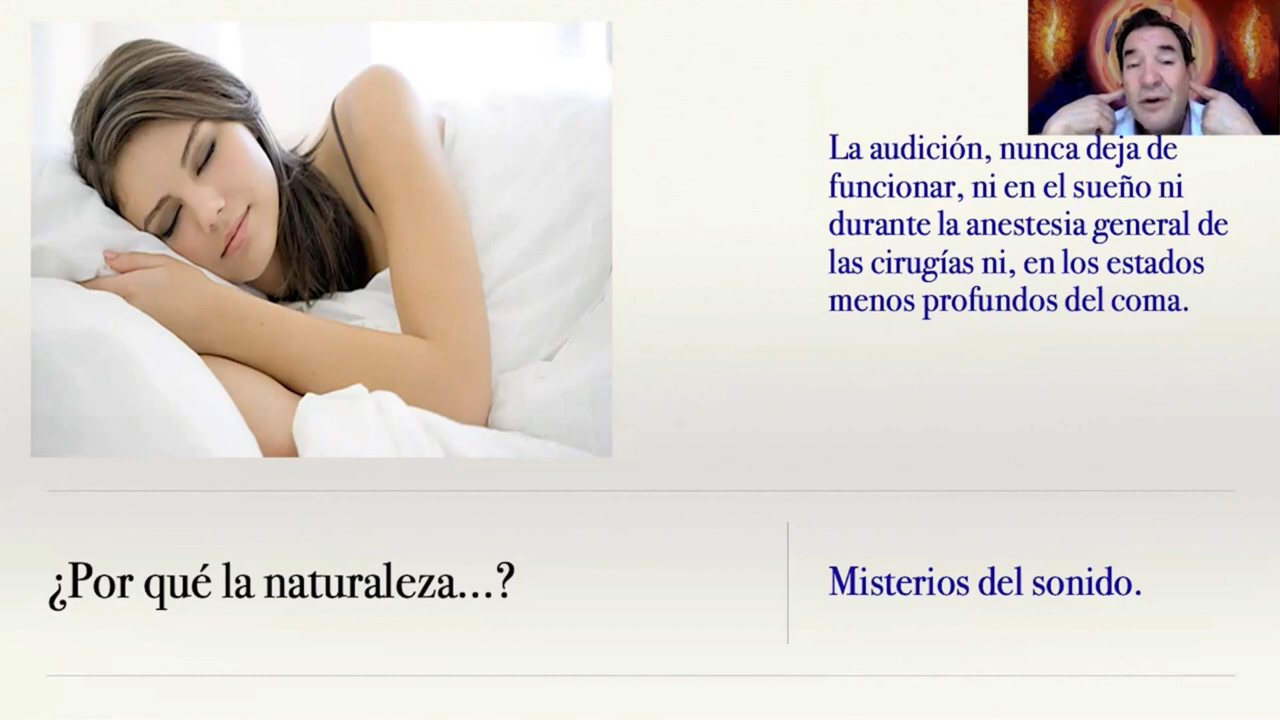 La audición, nunca deja de
funcionar, ni en el sueño ni
durante la anestesia general de
las cirugías ni, en los estados
menos profundos del coma.
¿Por qué la naturaleza...?
Misterios del sonido.